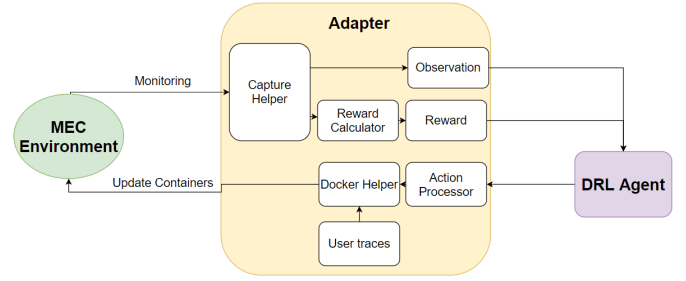 Adapter
Monitoring
Capture
Helper
Observation
Reward
Calculator
Reward
MEC
Environment
DRL Agent
Update Containers
Docker Helper
Action
Processor
User traces